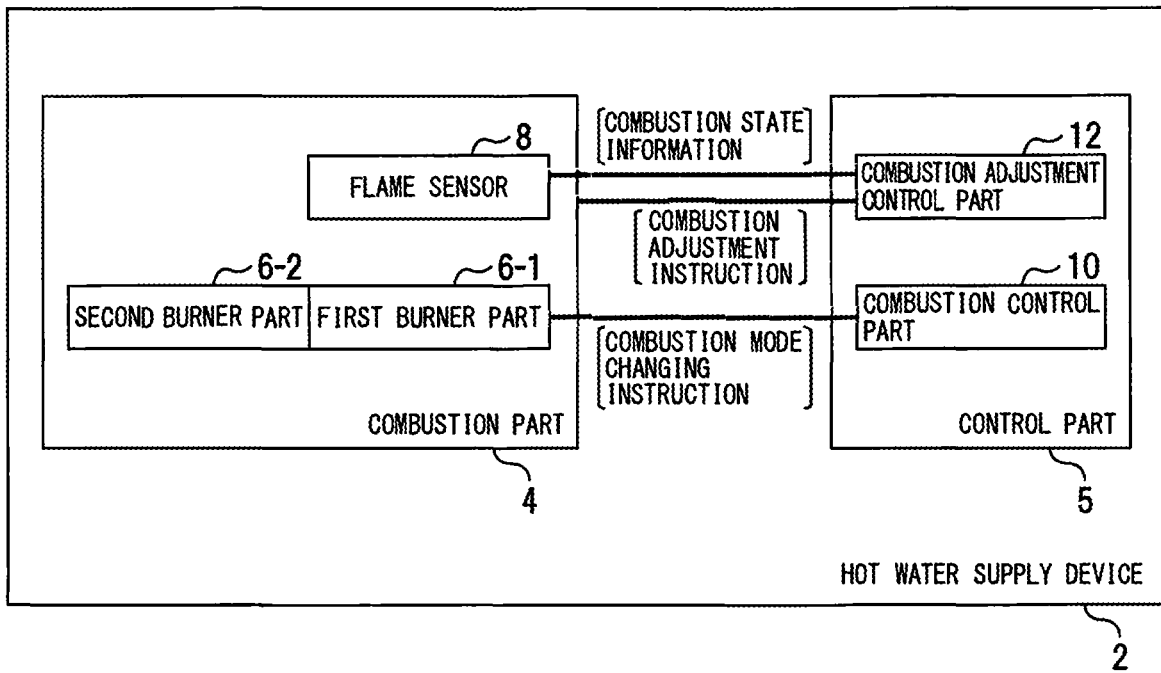 [COMBUSTION STATE
INFORMATION]
8
12
FLAME SENSOR
COMBUSTION ADJUSTMENT
CONTROL PART
[COMBUSTION
ADJUSTMENT
INSTRUCTION]
6-2
6-1
10
SECOND BURNER PART
FIRST BURNER PART
COMBUSTION CONTROL
PART
[COMBUSTION MODE
CHANGING
INSTRUCTION]
COMBUSTION PART
CONTROL PART
4
5
HOT WATER SUPPLY DEVICE
2